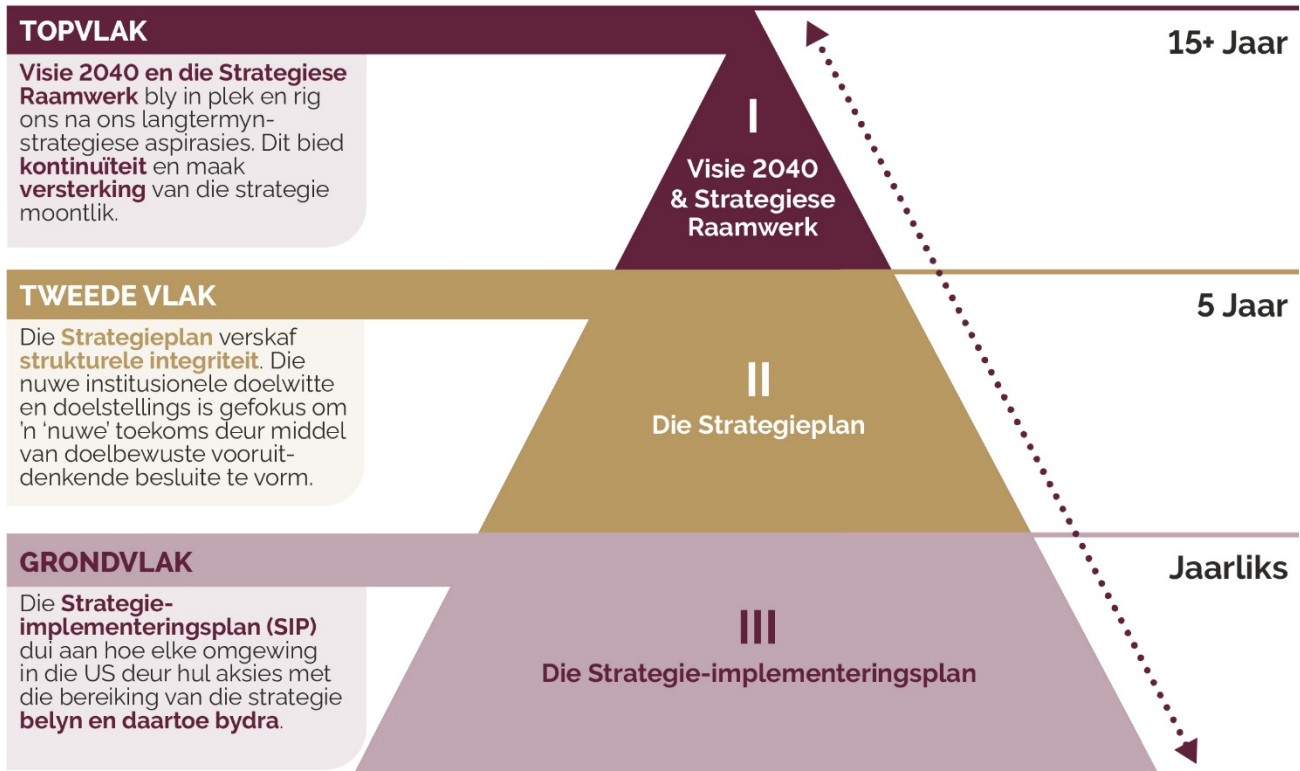 TOPVLAK
Visie 2040 en die Strategiese
Raamwerk bly in plek en rig
ons na ons langtermyn-
strategiese aspirasies. Dit bied
kontinuïteit en maak
versterking van die strategie
moontlik.
I
Visie 2040
& Strategiese
Raamwerk
15+ Jaar
TWEEDE VLAK
Die Strategieplan verskaf
strukturele integriteit. Die
nuwe institusionele doelwitte
en doelstellings is gefokus om
'n 'nuwe' toekoms deur middel
van doelbewuste vooruit-
denkende besluite te vorm.
II
Die Strategieplan
5 Jaar
GRONDVLAK
Die Strategie-
implementeringsplan (SIP)
dui aan hoe elke omgewing
in die US deur hul aksies met
die bereiking van die strategie
belyn en daartoe bydra.
III
Die Strategie-implementeringsplan
Jaarliks